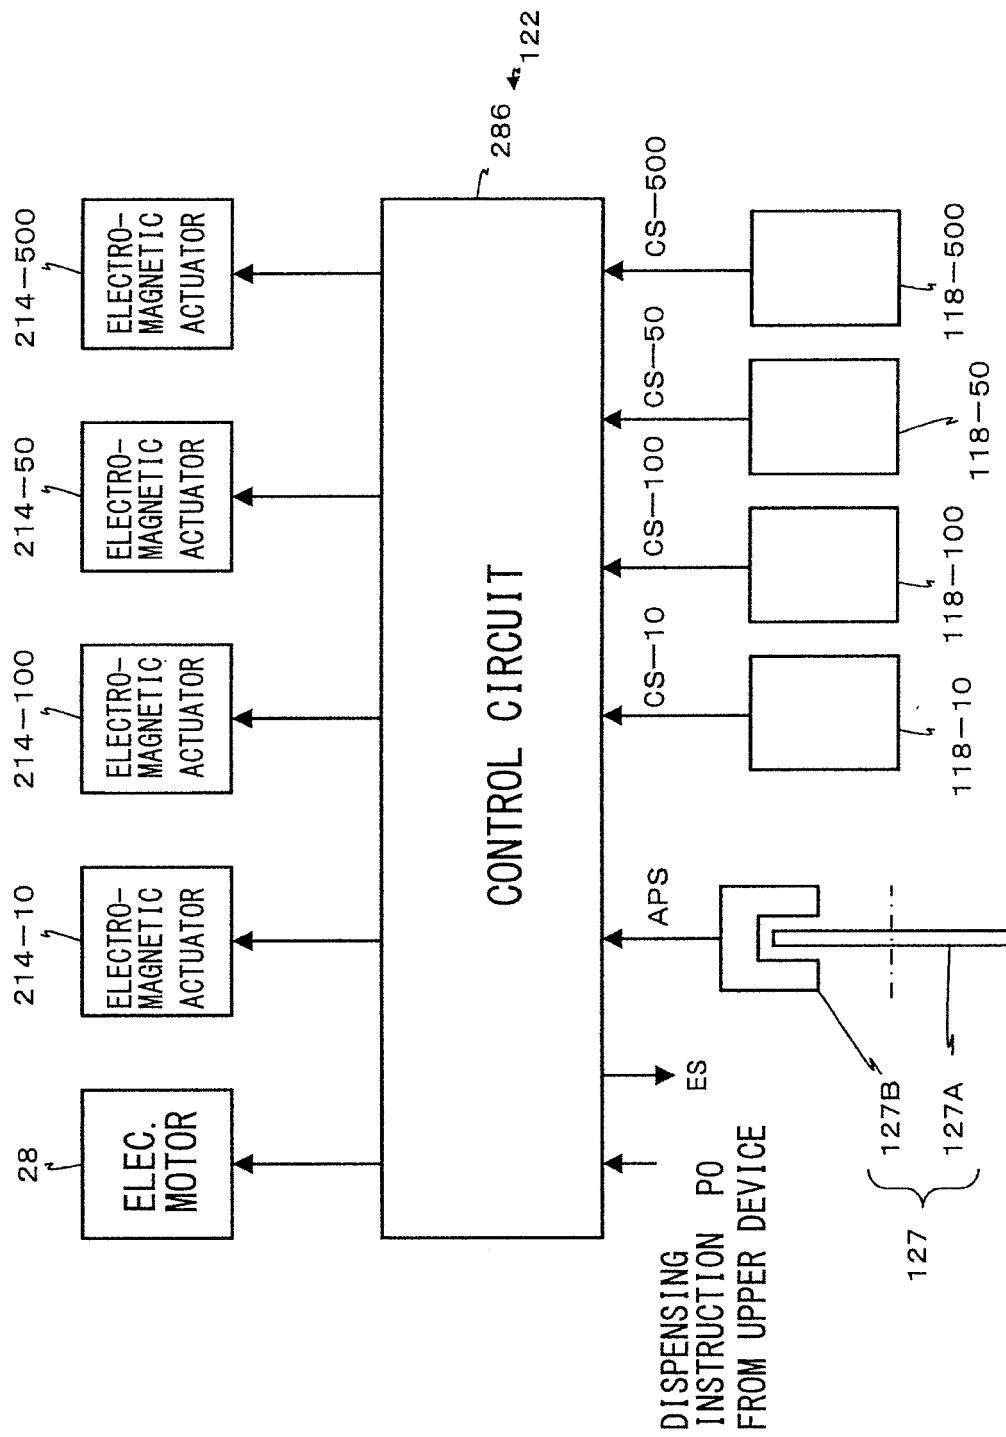 28
ELEC.
MOTOR
214—10
ELECTRO-
MAGNETIC
ACTUATOR
214—100
ELECTRO-
MAGNETIC
ACTUATOR
214—50
ELECTRO-
MAGNETIC
ACTUATOR
214—500
ELECTRO-
MAGNETIC
ACTUATOR
CONTROL CIRCUIT
286
122
DISPENSING
INSTRUCTION PO
FROM UPPER DEVICE
ES
APS
CS—10
CS—100
CS—50
CS—500
127B
127A
127
118—10
118—100
118—50
118—500